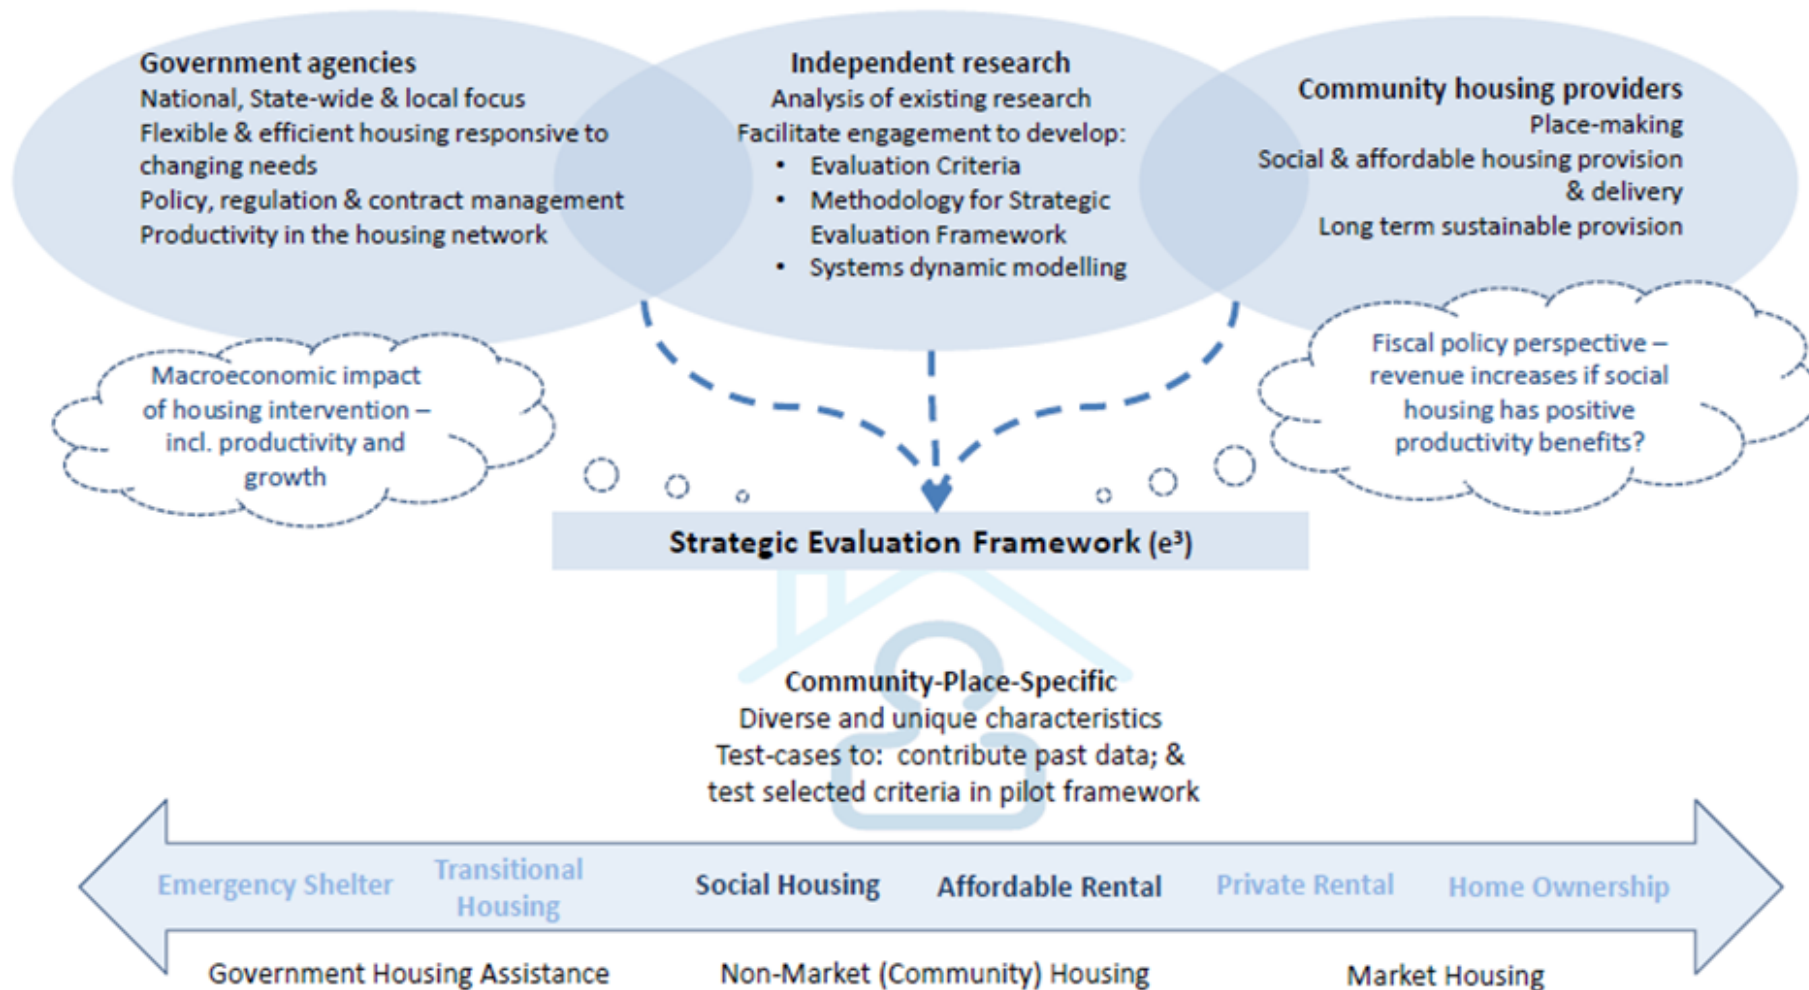 Government agencies
National, State-wide & local focus
Flexible & efficient housing responsive to
changing needs
Policy, regulation & contract management
Productivity in the housing network
Independent research
Analysis of existing research
Facilitate engagement to develop:
• Evaluation Criteria
• Methodology for Strategic
Evaluation Framework
• Systems dynamic modelling
Community housing providers
Place-making
Social & affordable housing provision
& delivery
Long term sustainable provision
Macroeconomic impact
of housing intervention –
incl. productivity and
growth
Fiscal policy perspective –
revenue increases if social
housing has positive
productivity benefits?
Strategic Evaluation Framework (e³)
Community-Place-Specific
Diverse and unique characteristics
Test-cases to: contribute past data; &
test selected criteria in pilot framework
Emergency Shelter
Transitional
Housing
Social Housing
Affordable Rental
Private Rental
Home Ownership
Government Housing Assistance
Non-Market (Community) Housing
Market Housing